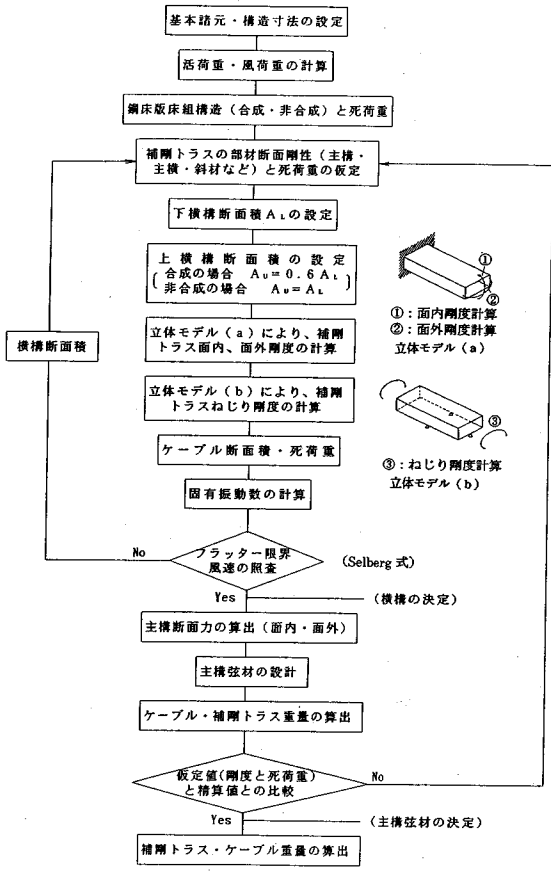 基本諸元・構造寸法の設定
活荷重・風荷重の計算
鋼床版床組構造（合成・非合成）と死荷重
補剛トラスの部材断面剛性（主構・
主横・斜材など）と死荷重の仮定
下横構断面積ALの設定
上横構断面積の設定
合成の場合 AU=0.6AL
非合成の場合 AU=AL
①
②
①：面内剛度計算
②：面外剛度計算
立体モデル（a）
横構断面積
立体モデル（a）により、補剛
トラス面内、面外剛度の計算
立体モデル（b）により、補剛
トラスねじり剛度の計算
③
③：ねじり剛度計算
立体モデル（b）
ケーブル断面積・死荷重
固有振動数の計算
No
フラッター限界
風速の照査
(Selberg 式)
Yes
(横構の決定)
主構断面力の算出（面内・面外）
主構弦材の設計
ケーブル・補剛トラス重量の算出
仮定値(剛度と死荷重)
と精算値との比較
No
Yes
(主構弦材の決定)
補剛トラス・ケーブル重量の算出